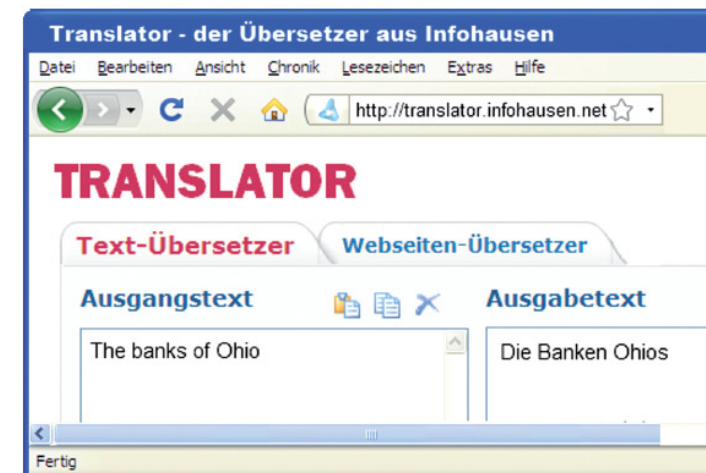 Translator - der Übersetzer aus Infohausen
Datei Bearbeiten Ansicht Chronik Lesezeichen Extras Hilfe
http://translator.infohausen.net
TRANSLATOR
Text-Übersetzer Webseiten-Übersetzer
Ausgangstext Ausgabetext
The banks of Ohio Die Banken Ohios
Fertig